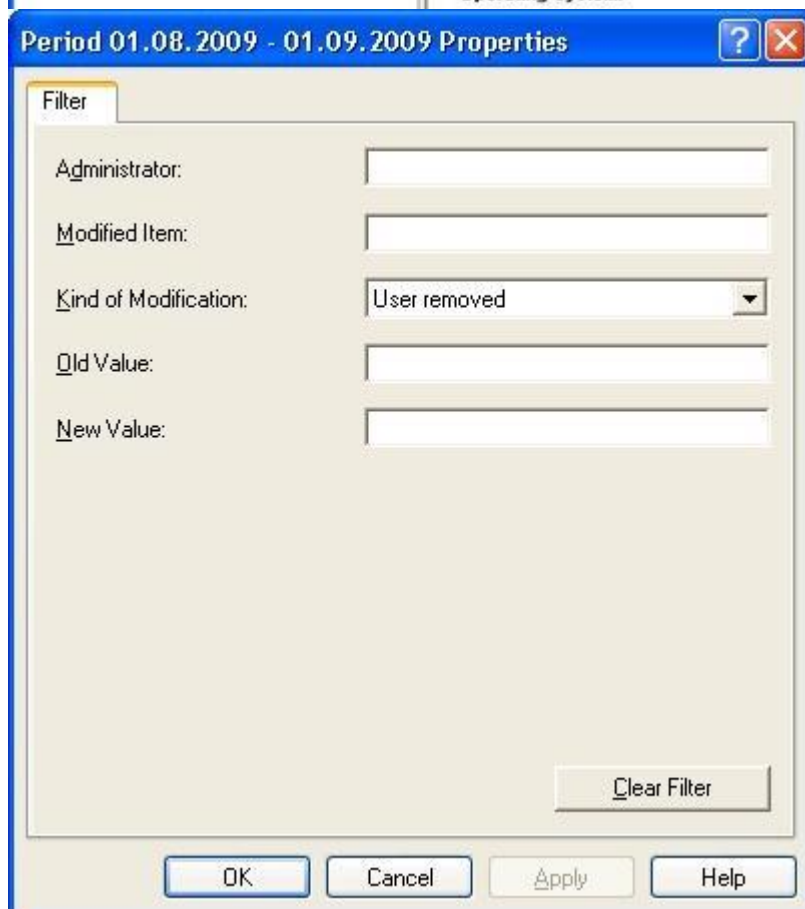 Period 01.08.2009 - 01.09.2009 Properties
Filter
Administrator:
Modified Item:
Kind of Modification: User removed
Old Value:
New Value:
Clear Filter
OK Cancel Apply Help